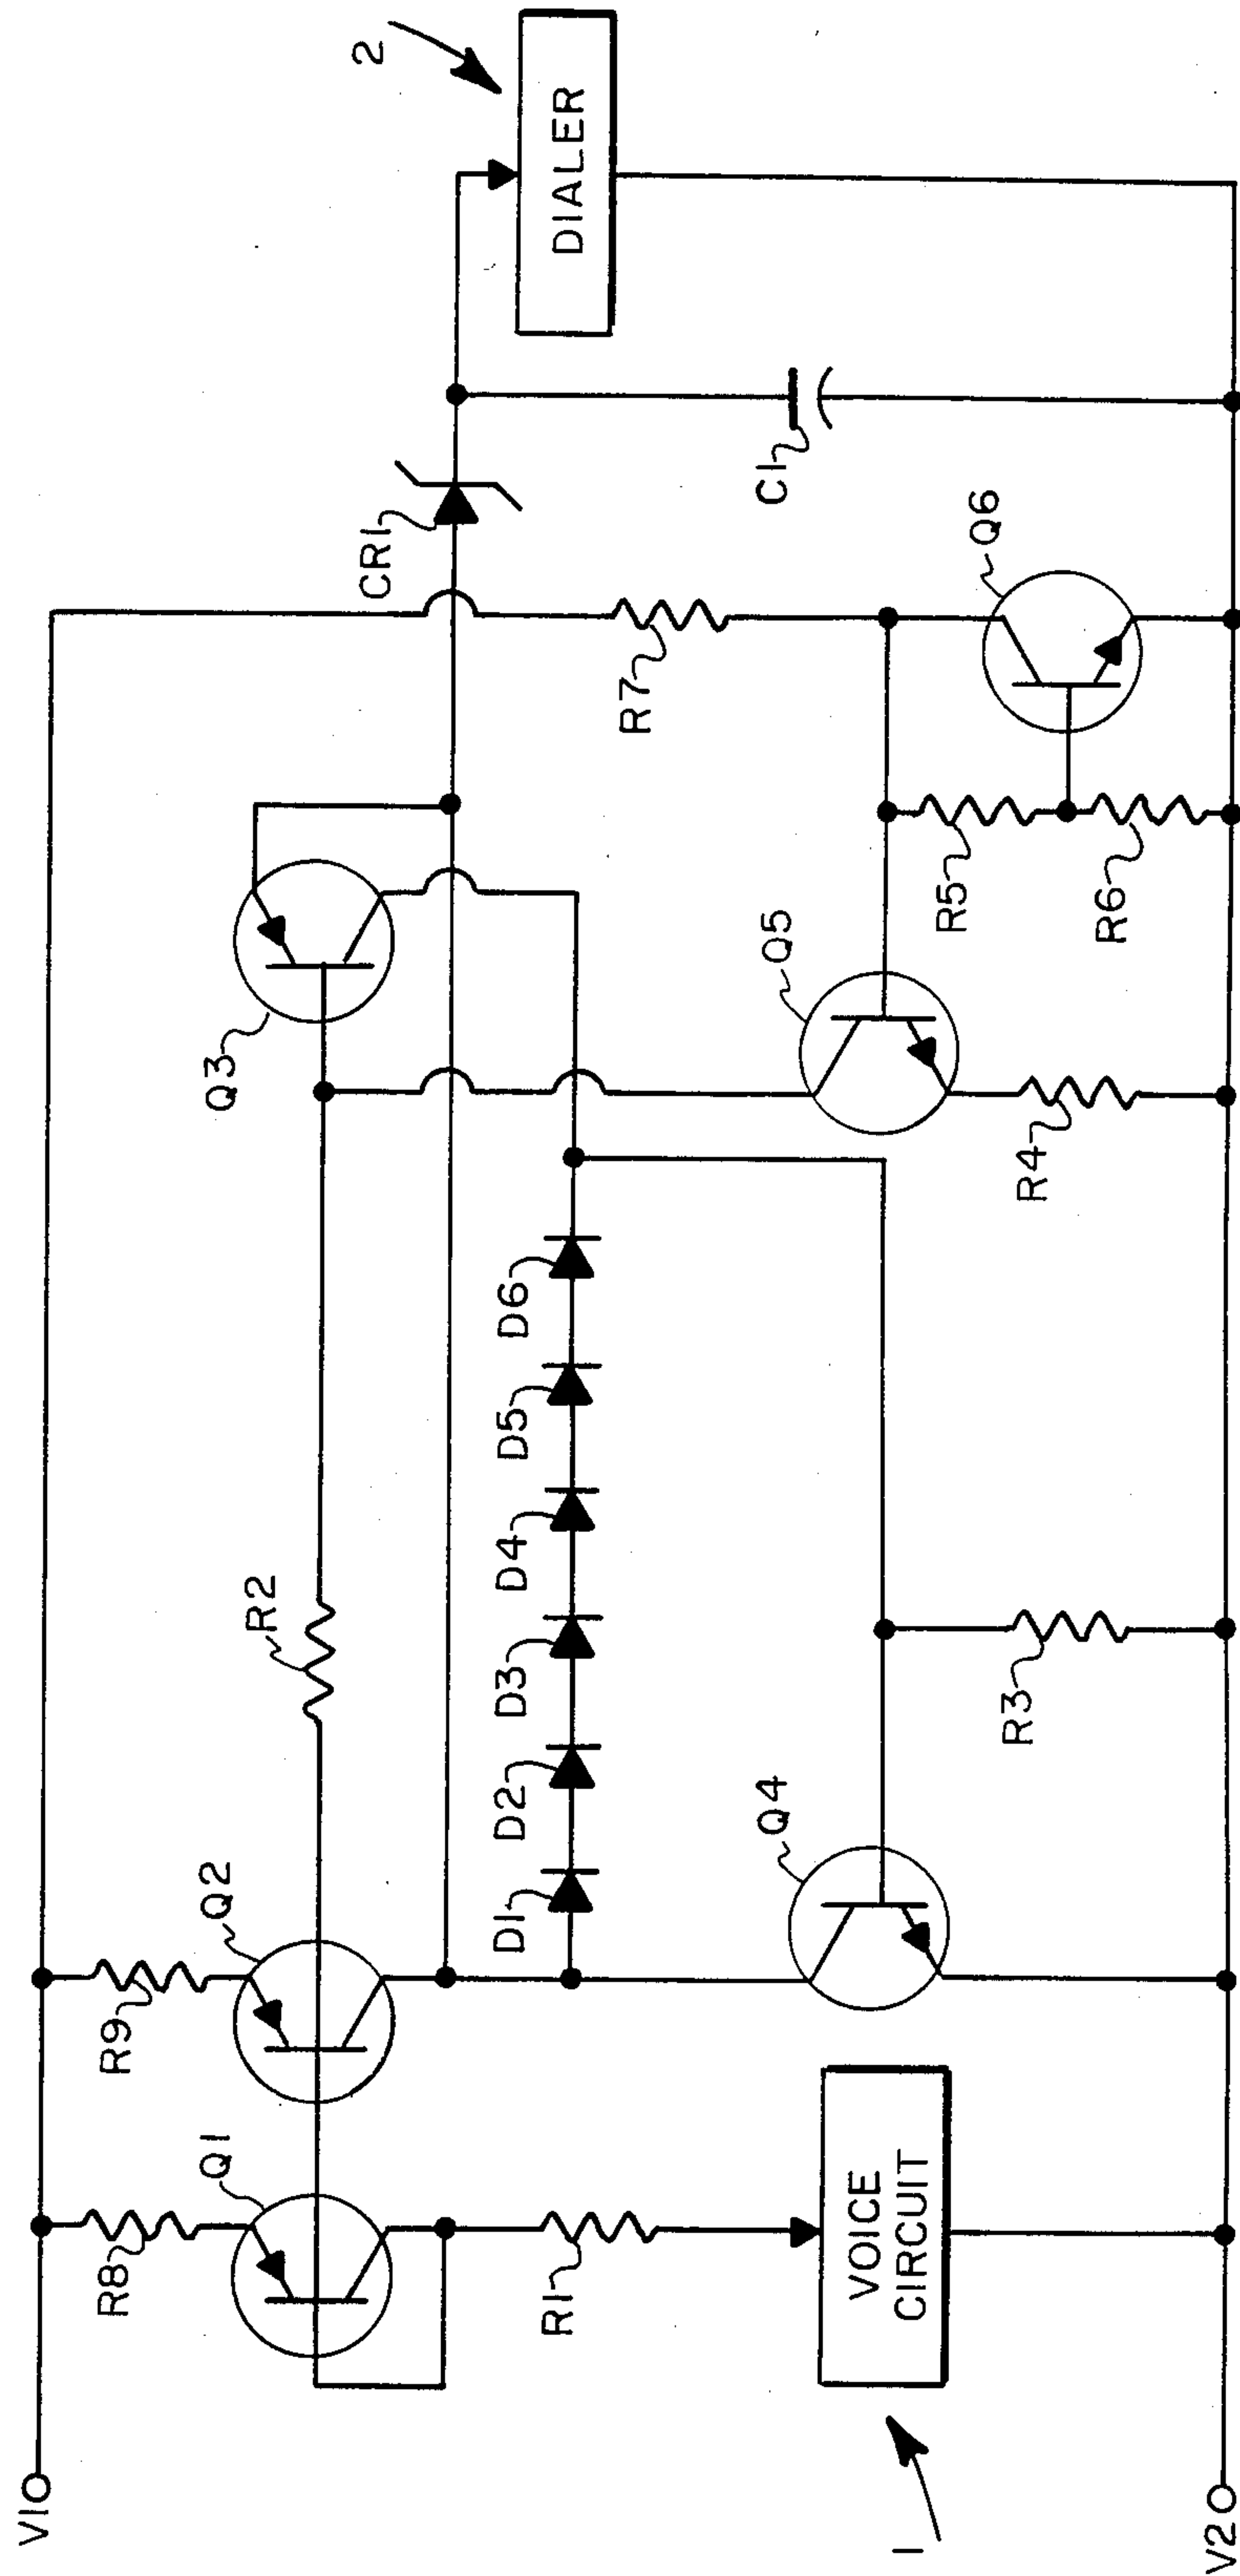 V1
R8
R9
Q1
Q2
R2
Q3
CR1
2
DIALER
R1
D1
D2
D3
D4
D5
D6
R7
C1
VOICE
CIRCUIT
Q4
Q5
Q6
R3
R4
R5
R6
1
V2